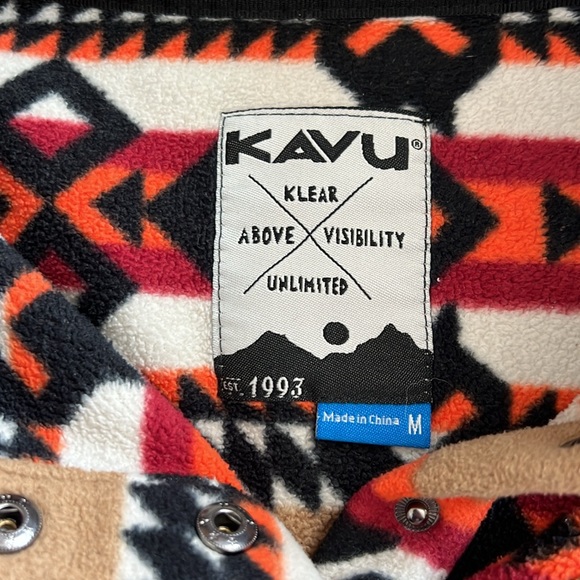 KAVU®
KLEAR
ABOVE VISIBILITY
UNLIMITED
EST. 1993
Made in China M